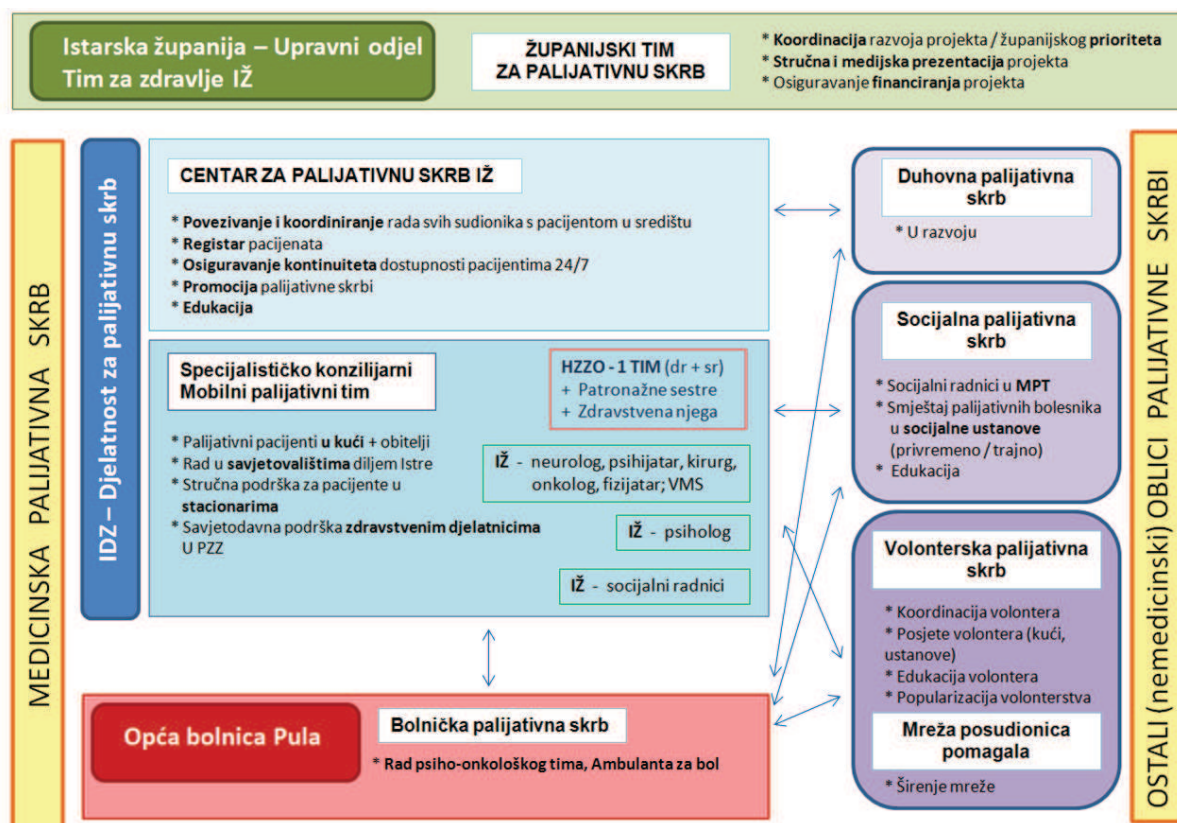 Istarska županija – Upravni odjel
Tim za zdravlje IŽ
ŽUPANIJSKI TIM
ZA PALIJATIVNU SKRB
* Koordinacija razvoja projekta / županijskog prioriteta
* Stručna i medijska prezentacija projekta
* Osiguravanje financiranja projekta
MEDICINSKA PALIJATIVNA SKRB
IDZ – Djelatnost za palijativnu skrb
CENTAR ZA PALIJATIVNU SKRB IŽ
* Povezivanje i koordiniranje rada svih sudionika s pacijentom u središtu
* Registar pacijenata
* Osiguravanje kontinuiteta dostupnosti pacijentima 24/7
* Promocija palijativne skrbi
* Edukacija
Specijalističko konzilijarni
Mobilni palijativni tim
* Palijativni pacijenti u kući + obitelji
* Rad u savjetovalištima diljem Istre
* Stručna podrška za pacijente u
stacionarima
* Savjetodavna podrška zdravstvenim djelatnicima
U PZZ
HZZO - 1 TIM (dr + sr)
+ Patronažne sestre
+ Zdravstvena njega
IŽ - neurolog, psihijatar, kirurg,
onkolog, fizijatar; VMS
IŽ - psiholog
IŽ - socijalni radnici
Opća bolnica Pula
Bolnička palijativna skrb
* Rad psiho-onkološkog tima, Ambulanta za bol
Duhovna palijativna
skrb
* U razvoju
Socijalna palijativna
skrb
* Socijalni radnici u MPT
* Smještaj palijativnih bolesnika
u socijalne ustanove
(privremeno / trajno)
* Edukacija
Volonterska palijativna
skrb
* Koordinacija volontera
* Posjete volontera (kući,
ustanove)
* Edukacija volontera
* Popularizacija volonterstva
Mreža posudionica
pomagala
* Širenje mreže
OSTALI (nemedicinski) OBLICI PALIJATIVNE SKRBI